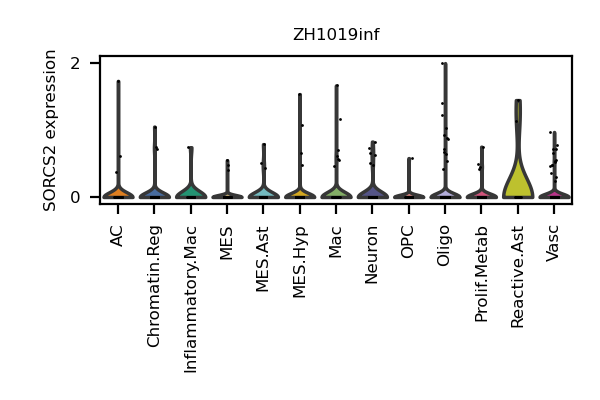 ZH1019inf
SORCS2 expression
2
0
AC
Chromatin.Reg
Inflammatory.Mac
MES
MES.Ast
MES.Hyp
Mac
Neuron
OPC
Oligo
Prolif.Metab
Reactive.Ast
Vasc